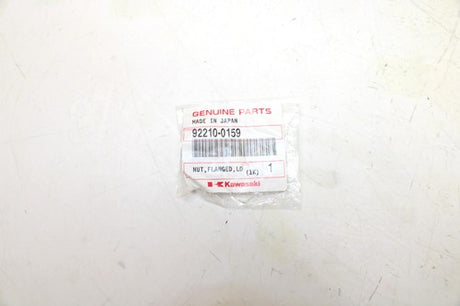 GENUINE PARTS
MADE IN JAPAN
92210-0159
NUT,FLANGED,LO (1K) 1
Kawasaki